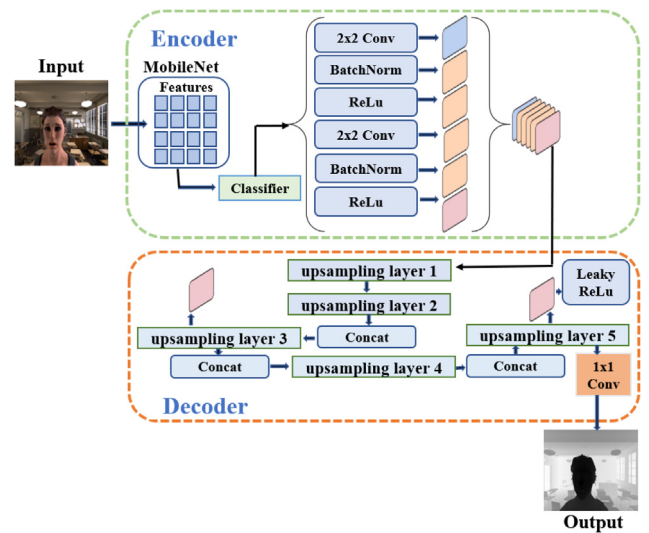 Encoder
Input
MobileNet
Features
Classifier
2x2 Conv
BatchNorm
ReLu
2x2 Conv
BatchNorm
ReLu
upsampling layer 1
upsampling layer 2
Concat
upsampling layer 3
Concat
upsampling layer 4
Concat
upsampling layer 5
Leaky
ReLu
1x1
Conv
Decoder
Output